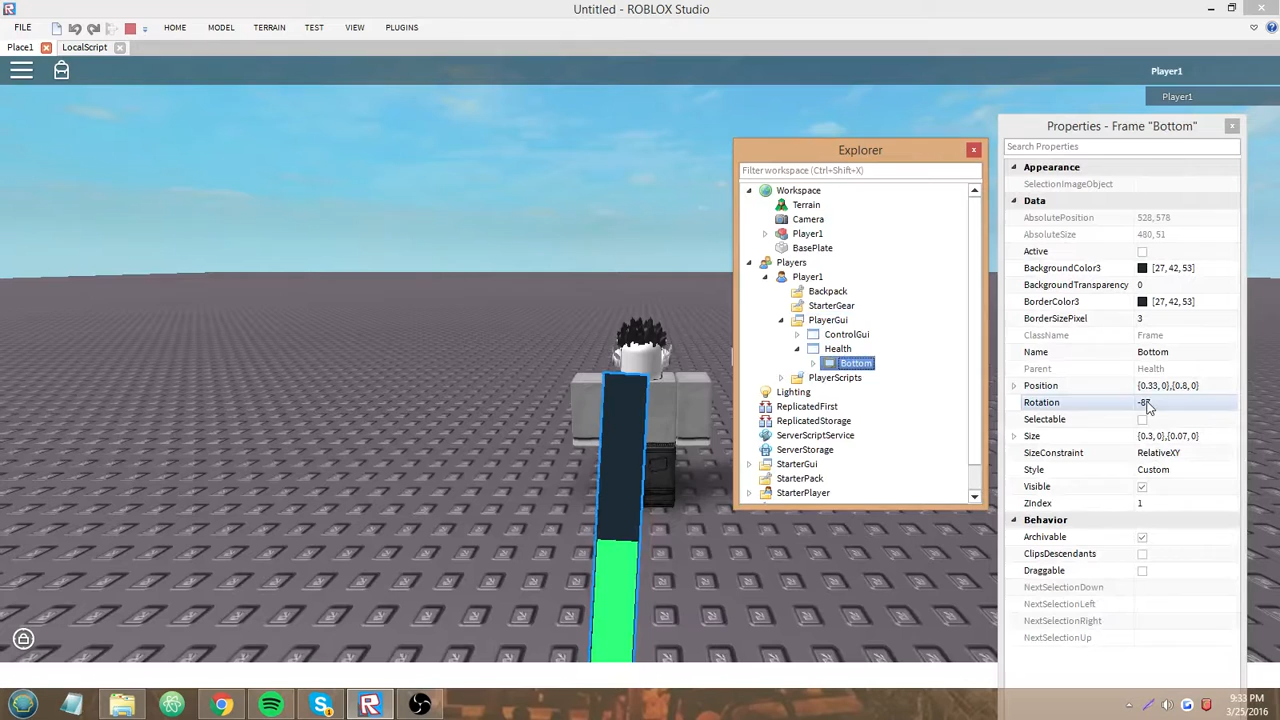 Untitled - ROBLOX Studio
FILE
HOME
MODEL
TERRAIN
TEST
VIEW
PLUGINS
Place1
LocalScript
Player1
Player1
Explorer
Filter workspace (Ctrl+Shift+X)
Workspace
Terrain
Camera
Player1
BasePlate
Players
Player1
Backpack
StarterGear
PlayerGui
ControlGui
Health
Bottom
PlayerScripts
Lighting
ReplicatedFirst
ReplicatedStorage
ServerScriptService
ServerStorage
StarterGui
StarterPack
StarterPlayer
Properties - Frame "Bottom"
Search Properties
Appearance
SelectionImageObject
Data
AbsolutePosition 528, 578
AbsoluteSize 480, 51
Active
BackgroundColor3 [27, 42, 53]
BackgroundTransparency 0
BorderColor3 [27, 42, 53]
BorderSizePixel 3
ClassName Frame
Name Bottom
Parent Health
Position {0.33, 0},{0.8, 0}
Rotation
Selectable
Size {0.3, 0},{0.07, 0}
SizeConstraint RelativeXY
Style Custom
Visible
ZIndex 1
Behavior
Archivable
ClipsDescendants
Draggable
NextSelectionDown
NextSelectionLeft
NextSelectionRight
NextSelectionUp
9:33 PM
3/25/2016